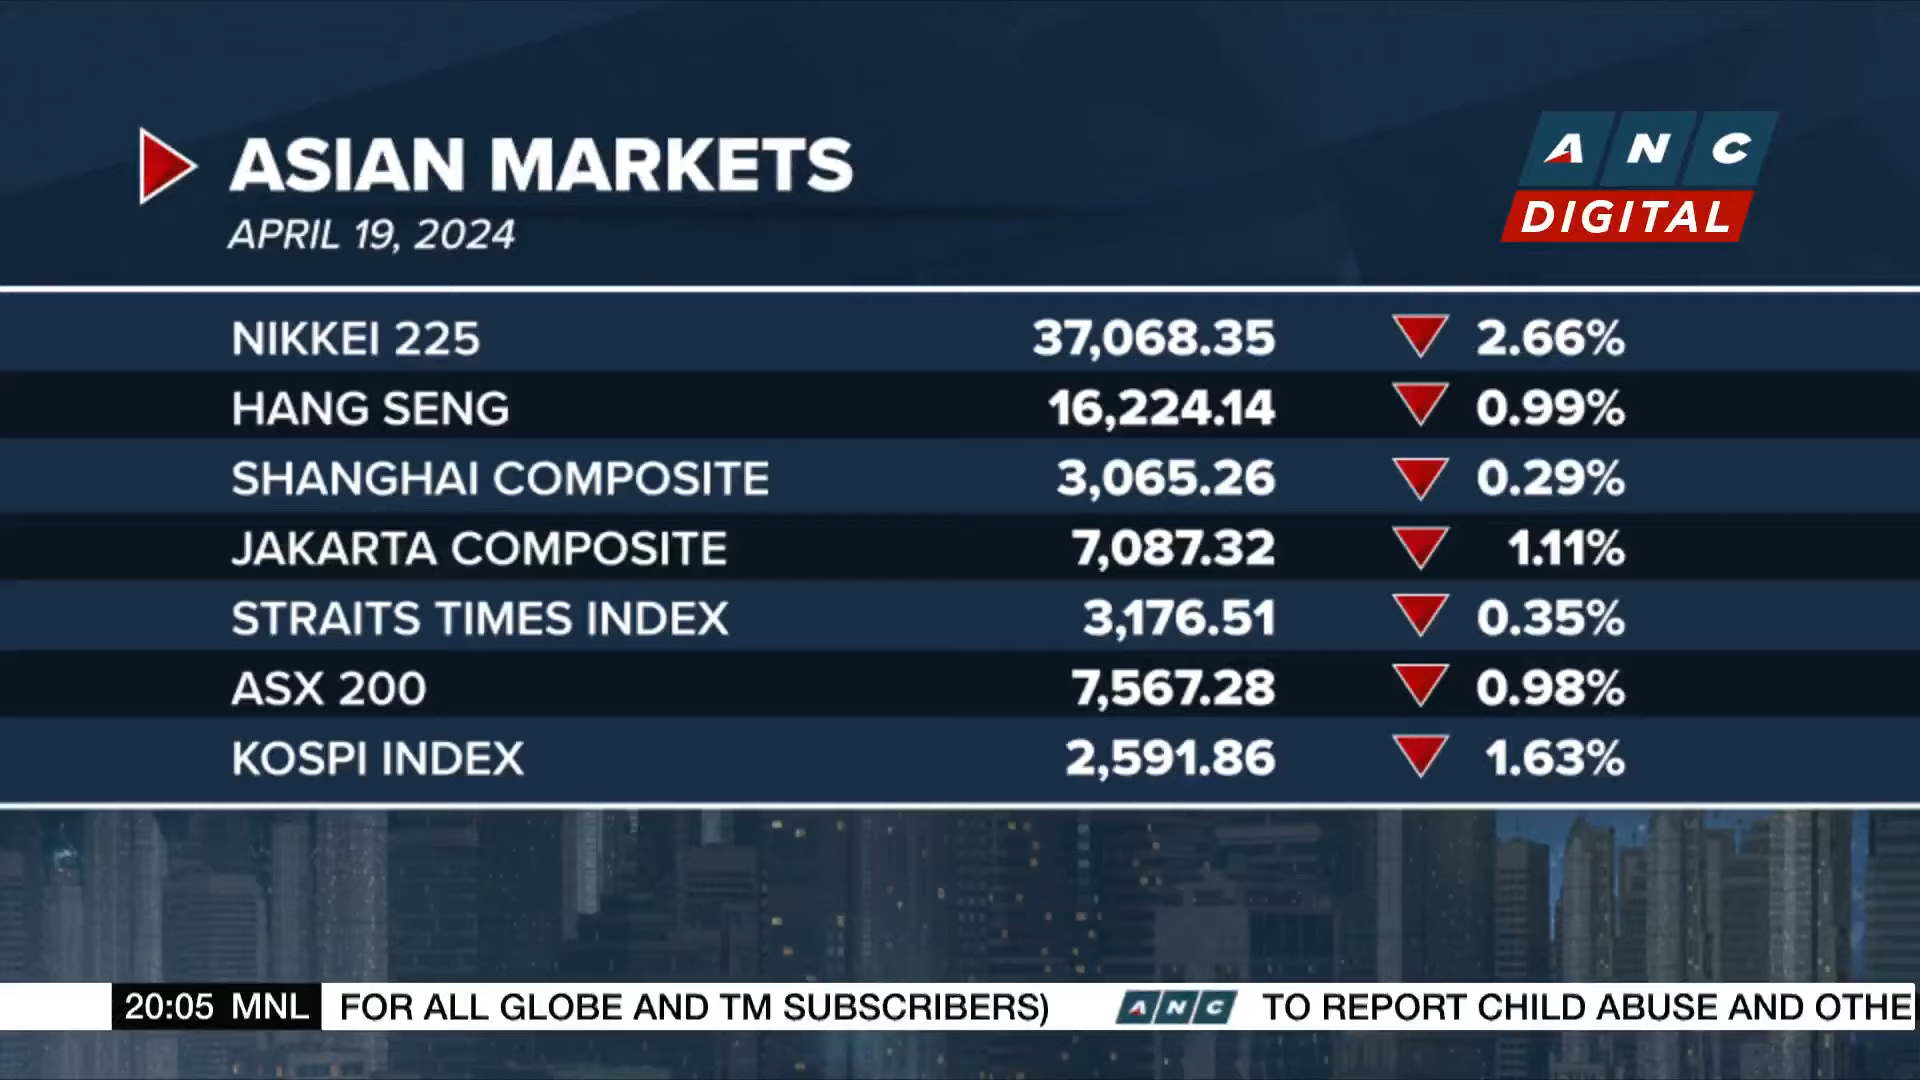 ASIAN MARKETS
APRIL 19, 2024
ANC
DIGITAL
NIKKEI 225 37,068.35 2.66%
HANG SENG 16,224.14 0.99%
SHANGHAI COMPOSITE 3,065.26 0.29%
JAKARTA COMPOSITE 7,087.32 1.11%
STRAITS TIMES INDEX 3,176.51 0.35%
ASX 200 7,567.28 0.98%
KOSPI INDEX 2,591.86 1.63%
20:05 MNL FOR ALL GLOBE AND TM SUBSCRIBERS) ANC TO REPORT CHILD ABUSE AND OTHE